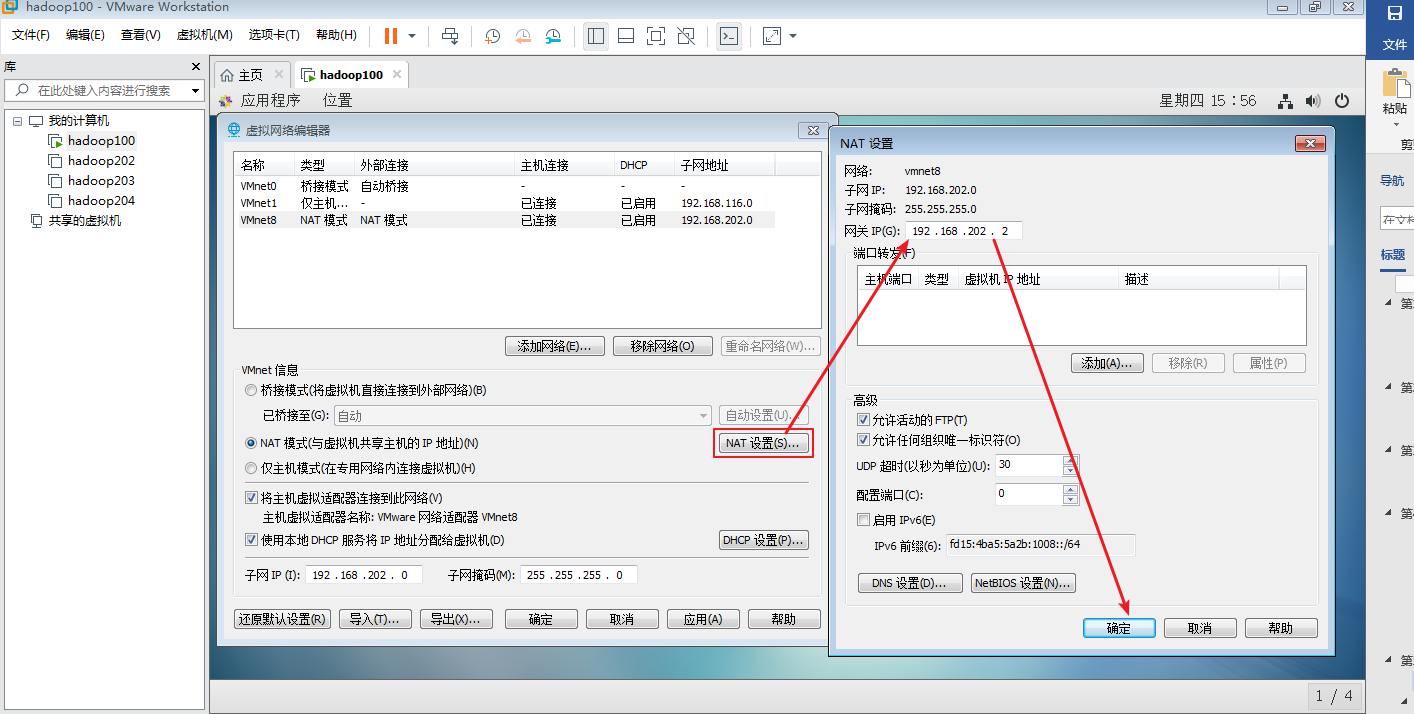 hadoop100 - VMware Workstation
文件(F) 编辑(E) 查看(V) 虚拟机(M) 选项卡(T) 帮助(H)
文件
库
在此处键入内容进行搜索
我的计算机
hadoop100
hadoop202
hadoop203
hadoop204
共享的虚拟机
主页
hadoop100
应用程序 位置
星期四 15:56
虚拟网络编辑器
名称 类型 外部连接 主机连接 DHCP 子网地址
VMnet0 桥接模式 自动桥接 - - -
VMnet1 仅主机... - 已连接 已启用 192.168.116.0
VMnet8 NAT 模式 NAT 模式 已连接 已启用 192.168.202.0
添加网络(E)... 移除网络(O) 重命名网络(W)...
VMnet 信息
桥接模式(将虚拟机直接连接到外部网络)(B)
已桥接至(G): 自动 自动设置(U)...
NAT 模式(与虚拟机共享主机的 IP 地址)(N) NAT 设置(S)...
仅主机模式(在专用网络内连接虚拟机)(H)
将主机虚拟适配器连接到此网络(V)
主机虚拟适配器名称: VMware 网络适配器 VMnet8
使用本地 DHCP 服务将 IP 地址分配给虚拟机(D) DHCP 设置(P)...
子网 IP (I): 192 . 168 . 202 . 0 子网掩码(M): 255 . 255 . 255 . 0
还原默认设置(R) 导入(T)... 导出(X)... 确定 取消 应用(A) 帮助
NAT 设置
网络: vmnet8
子网 IP: 192.168.202.0
子网掩码: 255.255.255.0
网关 IP(G): 192 . 168 . 202 . 2
端口转发(F)
主机端口 类型 虚拟机 IP 地址 描述
添加(A)... 移除(R) 属性(P)
高级
允许活动的 FTP(T)
允许任何组织唯一标识符(O)
UDP 超时(以秒为单位)(U): 30
配置端口(C): 0
启用 IPv6(E)
IPv6 前缀(6): fd15:4ba5:5a2b:1008::/64
DNS 设置(D)... NetBIOS 设置(N)...
确定 取消 帮助
1 / 4
粘贴
导航
在文档
标题
第
第
第
第
第